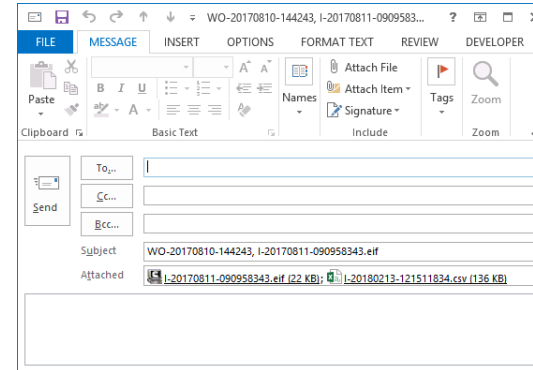 WO-20170810-144243, I-20170811-0909583... ?
FILE MESSAGE INSERT OPTIONS FORMAT TEXT REVIEW DEVELOPER
Paste
B I U
A A
A
Names
Attach File
Attach Item
Signature
Tags
Zoom
Clipboard Basic Text Include Zoom
Send
To...
Cc...
Bcc...
Subject WO-20170810-144243, I-20170811-090958343.eif
Attached I-20170811-090958343.eif (22 KB); I-20180213-121511834.csv (136 KB)